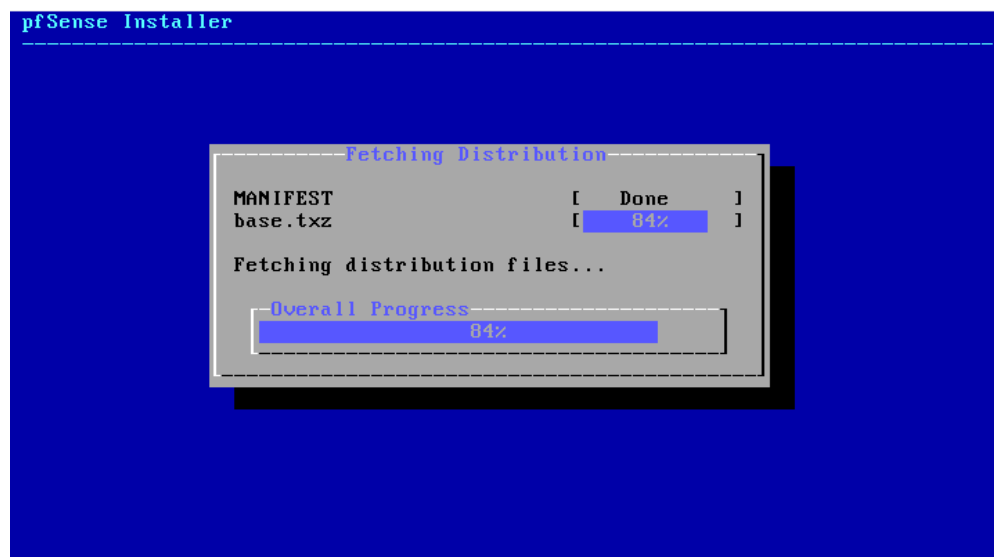 pfSense Installer
Fetching Distribution
MANIFEST [ Done ]
base.txz [ 84% ]
Fetching distribution files...
Overall Progress
84%